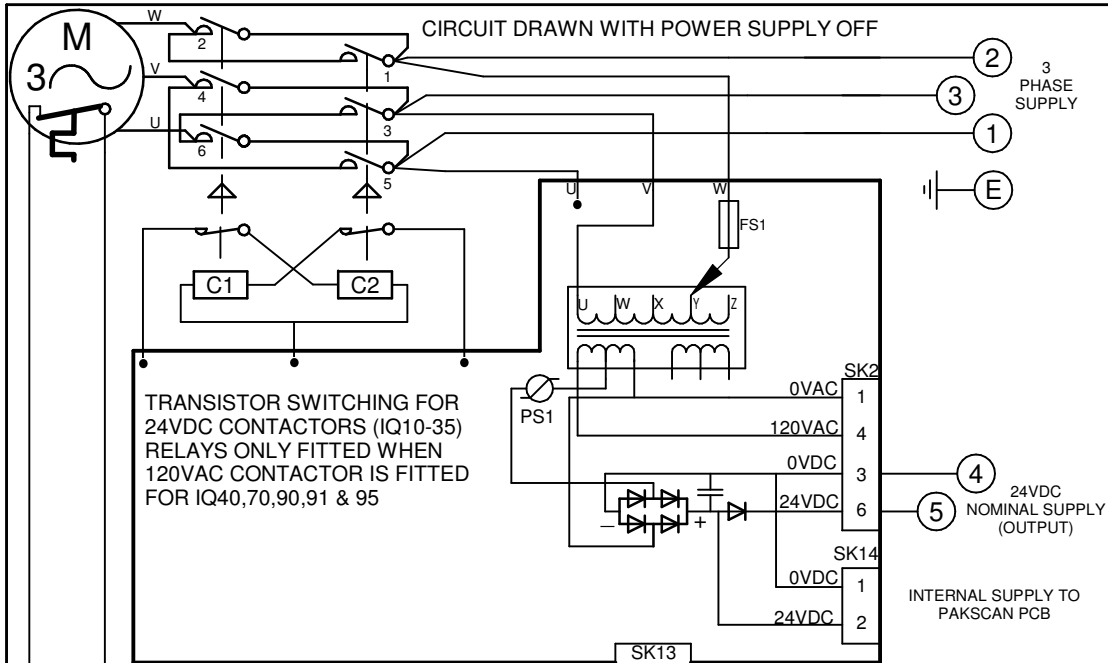 CIRCUIT DRAWN WITH POWER SUPPLY OFF
W
M
3
V
U
2
1
4
3
6
5
2
3
1
E
3
PHASE
SUPPLY
U
V
W
FS1
C1
C2
U
W
X
Y
Z
PS1
TRANSISTOR SWITCHING FOR
24VDC CONTACTORS (IQ10-35)
RELAYS ONLY FITTED WHEN
120VAC CONTACTOR IS FITTED
FOR IQ40,70,90,91 & 95
SK2
0VAC
1
120VAC
4
0VDC
3
24VDC
6
4
5
24VDC
NOMINAL SUPPLY
(OUTPUT)
–
+
SK14
0VDC
1
24VDC
2
INTERNAL SUPPLY TO
PAKSCAN PCB
SK13